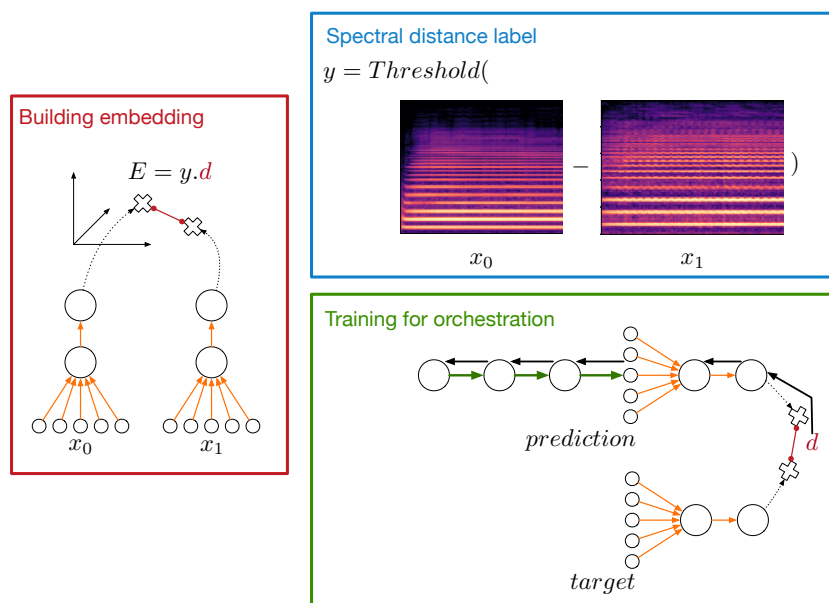 Building embedding
E = y.d
x₀
x₁
Spectral distance label
y = Threshold(
−
)
x₀
x₁
Training for orchestration
prediction
d
target